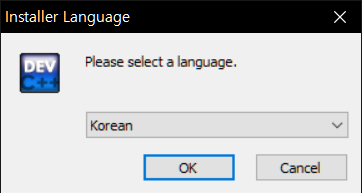 Installer Language
Please select a language.
DEV
C++
Korean
OK
Cancel